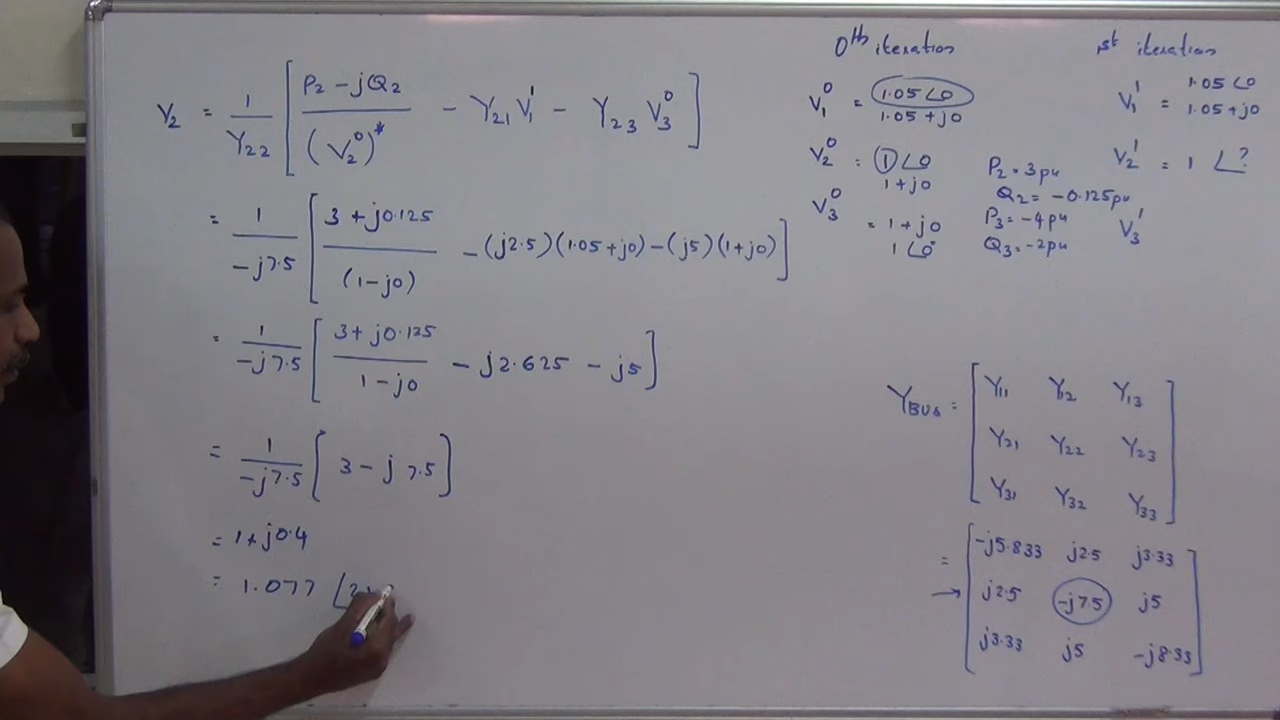 V2 = 1/Y22 [ (P2 - jQ2)/(V2^0)^* - Y21 V1^1 - Y23 V3^0 ]
= 1/(-j7.5) [ (3 + j0.125)/(1-j0) - (j2.5)(1.05+j0) - (j5)(1+j0) ]
= 1/(-j7.5) [ (3 + j0.125)/(1-j0) - j2.625 - j5 ]
= 1/(-j7.5) [ 3 - j 7.5 ]
= 1+j0.4
= 1.077 ∠
0th iteration
V1^0 = 1.05∠0
1.05 + j0
V2^0 : 1∠0
1 + j0
V3^0 = 1 + j0
1∠0°
P2 = 3pu
Q2 = -0.125pu
P3 = -4pu
Q3 = -2pu
1st iteration
V1^1 = 1.05∠0
1.05 + j0
V2^1 = 1 ∠?
V3^1
YBUS = [ Y11 Y12 Y13
Y21 Y22 Y23
Y31 Y32 Y33 ]
= [ -j5.833 j2.5 j3.33
→ j2.5 -j7.5 j5
j3.33 j5 -j8.33 ]